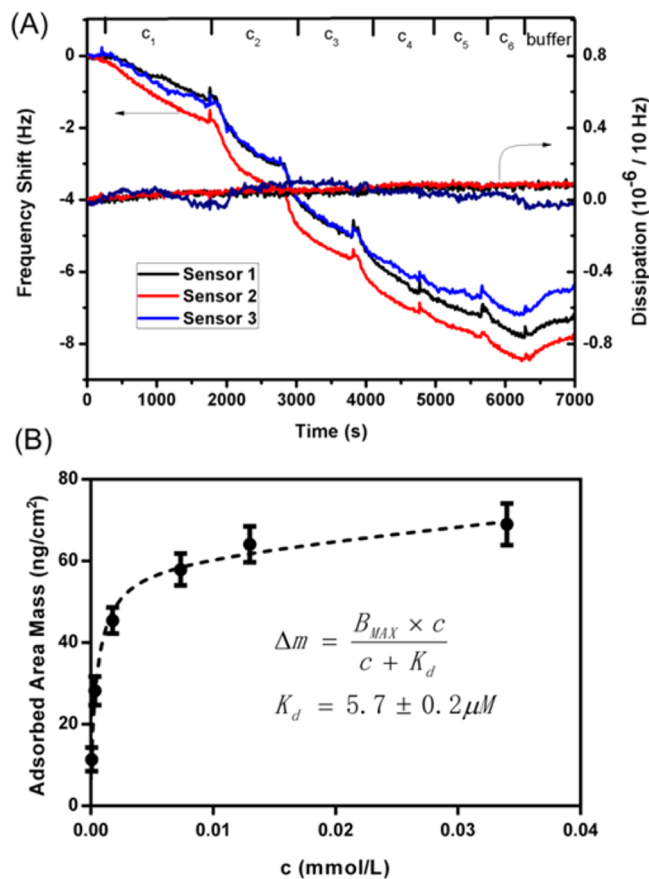 (A)
c1 c2 c3 c4 c5 c6 buffer
0 0.8
-2 0.4
-4 0.0
-6 -0.4
-8 -0.8
Frequency Shift (Hz)
Dissipation (10^-6 / 10 Hz)
Sensor 1
Sensor 2
Sensor 3
0 1000 2000 3000 4000 5000 6000 7000
Time (s)
(B)
80
60
40
20
0
Adsorbed Area Mass (ng/cm²)
Δm = B_MAX × c / c + K_d
K_d = 5.7 ± 0.2μM
0.00 0.01 0.02 0.03 0.04
c (mmol/L)